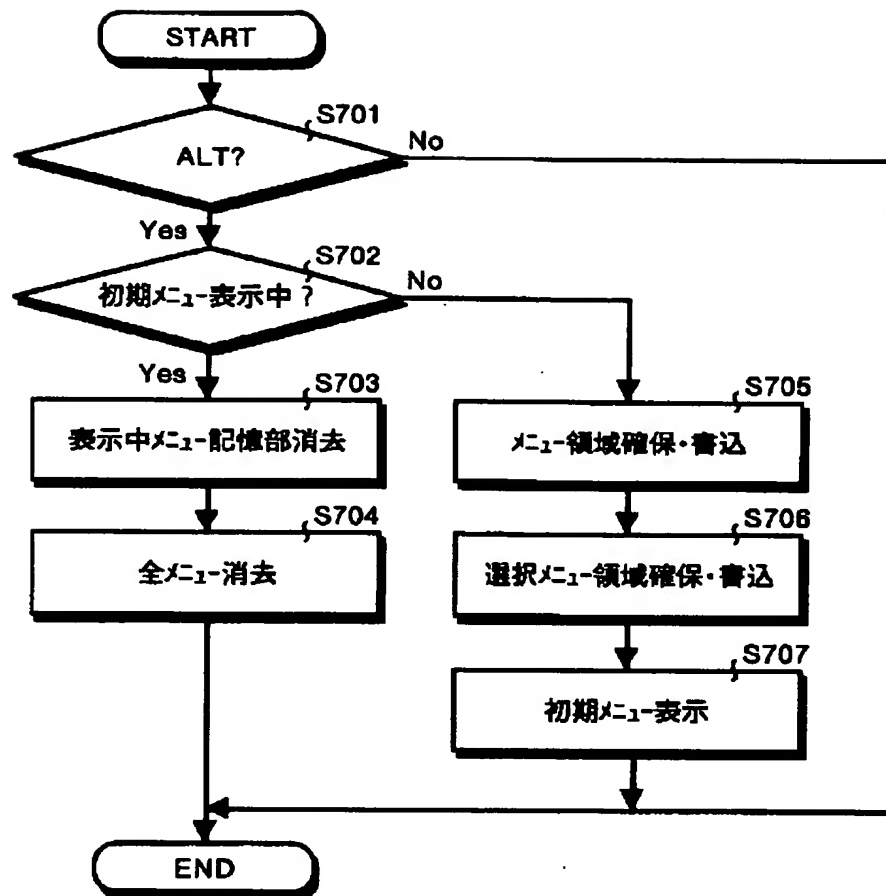 START
S701
ALT?
No
Yes
S702
初期メニュー表示中?
No
Yes
S703
表示中メニュー記憶部消去
S704
全メニュー消去
S705
メニュー領域確保・書込
S706
選択メニュー領域確保・書込
S707
初期メニュー表示
END